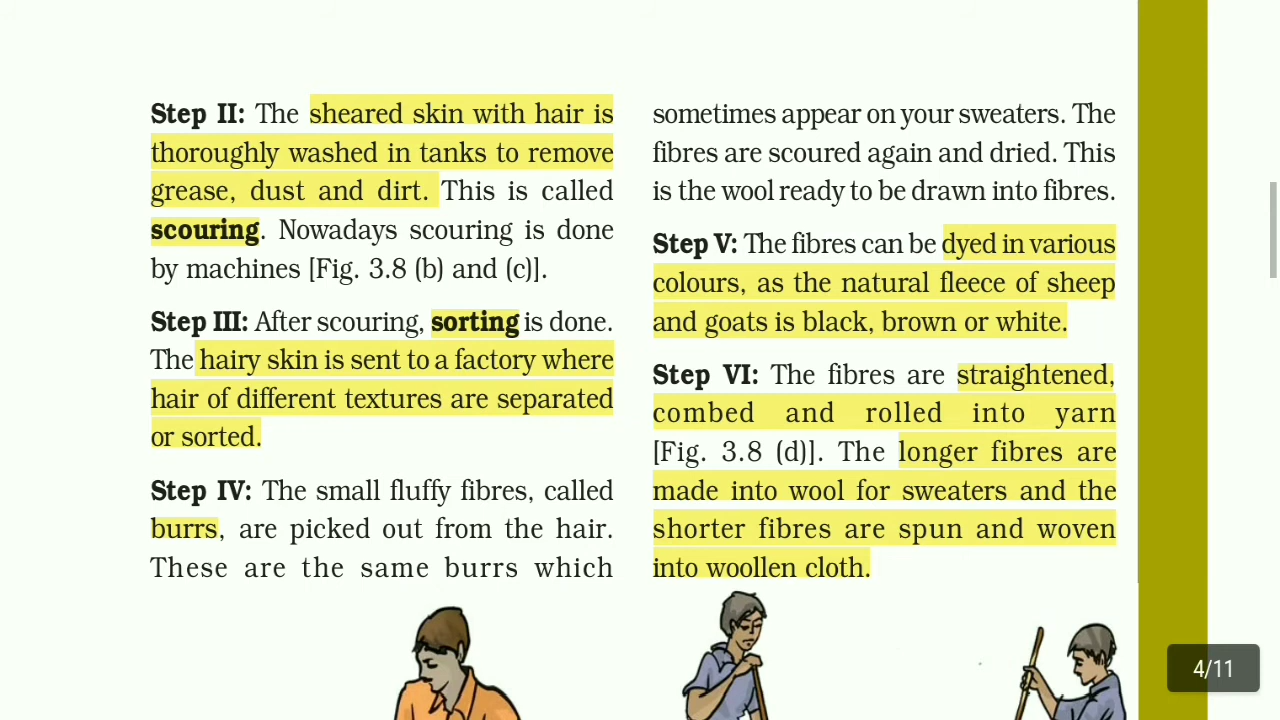 Step II: The sheared skin with hair is
thoroughly washed in tanks to remove
grease, dust and dirt. This is called
scouring. Nowadays scouring is done
by machines [Fig. 3.8 (b) and (c)].
Step III: After scouring, sorting is done.
The hairy skin is sent to a factory where
hair of different textures are separated
or sorted.
Step IV: The small fluffy fibres, called
burrs, are picked out from the hair.
These are the same burrs which
sometimes appear on your sweaters. The
fibres are scoured again and dried. This
is the wool ready to be drawn into fibres.
Step V: The fibres can be dyed in various
colours, as the natural fleece of sheep
and goats is black, brown or white.
Step VI: The fibres are straightened,
combed and rolled into yarn
[Fig. 3.8 (d)]. The longer fibres are
made into wool for sweaters and the
shorter fibres are spun and woven
into woollen cloth.
4/11